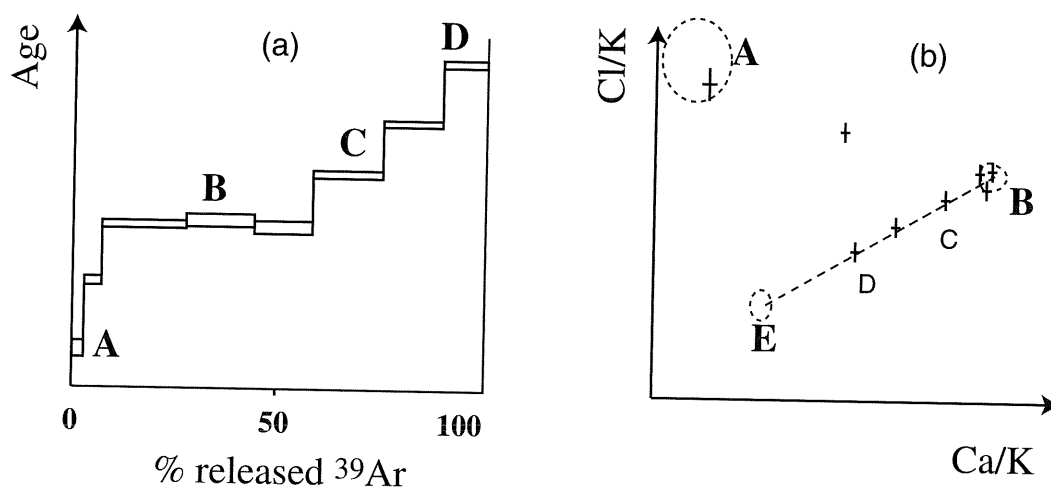 (a)
Age
D
C
B
A
0
50
100
% released ³⁹Ar
(b)
Cl/K
A
B
C
D
E
Ca/K